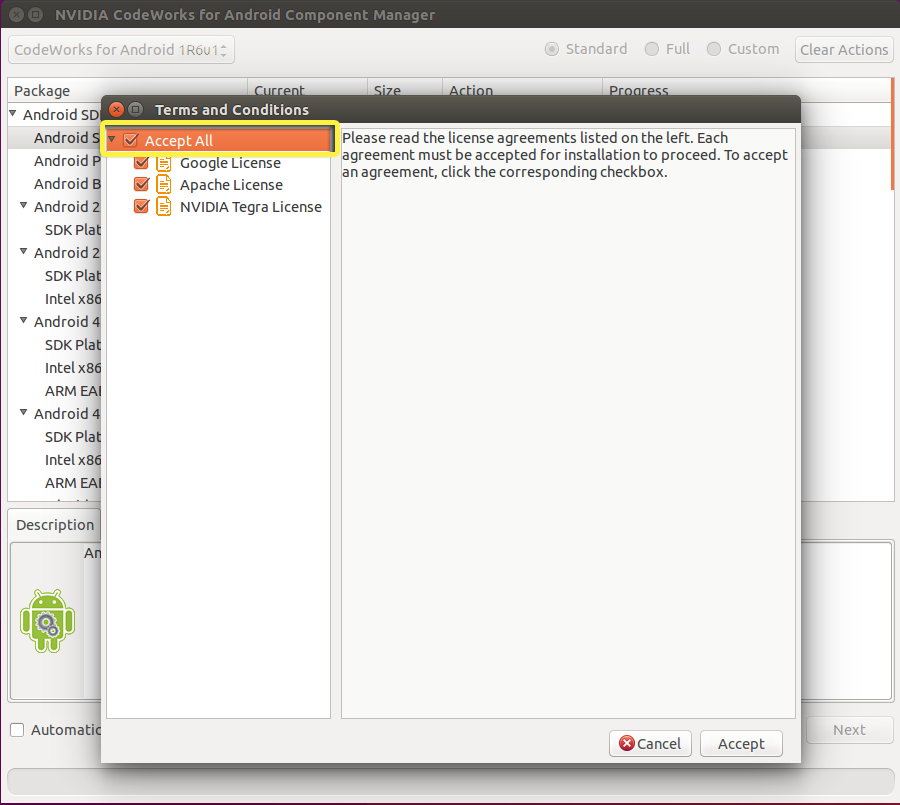 NVIDIA CodeWorks for Android Component Manager
CodeWorks for Android 1R6u1
Standard
Full
Custom
Clear Actions
Package
Current
Size
Action
Progress
Terms and Conditions
Android SD
Android S
Android P
Android B
Android 2
SDK Plat
Android 2
SDK Plat
Intel x86
Android 4
SDK Plat
Intel x86
ARM EAB
Android 4
SDK Plat
Intel x86
ARM EAB
Accept All
Google License
Apache License
NVIDIA Tegra License
Please read the license agreements listed on the left. Each
agreement must be accepted for installation to proceed. To accept
an agreement, click the corresponding checkbox.
Description
An
Automatic
Cancel
Accept
Next